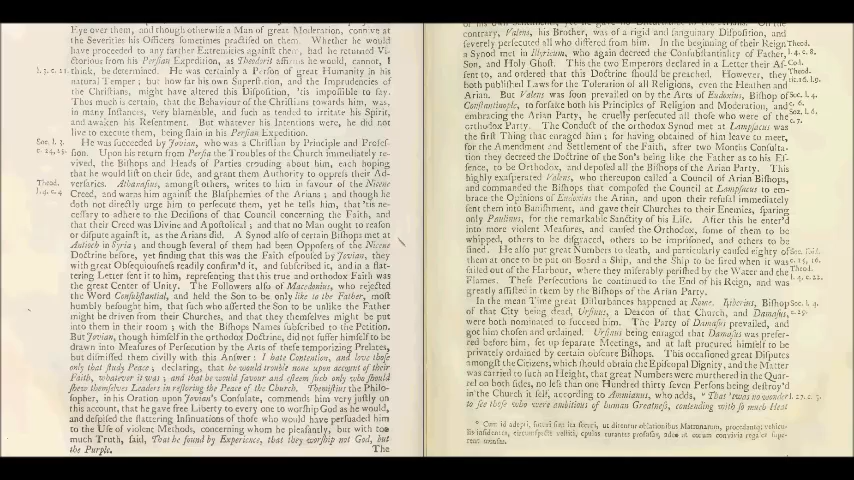 Eye over them, and though otherwise a Man of great Moderation, connive at
the Severities his Officers sometimes practised on them. Whether he would
have proceeded to any farther Extremities against them, had he returned Vi-
ctorious from his Persian Expedition, as Theodorit affirms he would, cannot, I
think, be determined. He was certainly a Person of great Humanity in his
natural Temper; but how far his own Superstition, and the Imprudencies of
the Christians, might have altered this Disposition, 'tis impossible to say.
Thus much is certain, that the Behaviour of the Christians towards him, was,
in many Instances, very blameable, and such as tended to irritate his Spirit,
and awaken his Resentment. But whatever his Intentions were, he did not
live to execute them, being slain in his Persian Expedition.
Soc. l. 3.
c. 24, 25.
He was succeeded by Jovian, who was a Christian by Principle and Profes-
sion. Upon his return from Persia the Troubles of the Church immediately re-
vived, the Bishops and Heads of Parties crouding about him, each hoping
that he would list on their side, and grant them Authority to oppress their Ad-
Theod.
l. 4. c. 4
versaries. Athanasius, amongst others, writes to him in favour of the Nicene
Creed, and warns him against the Blasphemies of the Arians; and though he
doth not directly urge him to persecute them, yet he tells him, that 'tis ne-
cessary to adhere to the Decisions of that Council concerning the Faith, and
that their Creed was Divine and Apostolical; and that no Man ought to reason
or dispute against it, as the Arians did. A Synod also of certain Bishops met at
Antioch in Syria; and though several of them had been Opposers of the Nicene
Doctrine before, yet finding that this was the Faith espoused by Jovian, they
with great Obsequiousness readily confirm'd it, and subscribed it, and in a flat-
tering Letter sent it to him, representing that this true and orthodox Faith was
the great Center of Unity. The Followers also of Macedonius, who rejected
the Word Consubstantial, and held the Son to be only like to the Father, most
humbly besought him, that such who asserted the Son to be unlike the Father
might be driven from their Churches, and that they themselves might be put
into them in their room; with the Bishops Names subscribed to the Petition.
But Jovian, though himself in the orthodox Doctrine, did not suffer himself to be
drawn into Measures of Persecution by the Arts of these temporizing Prelates,
but dismissed them civilly with this Answer: I hate Contention, and love those
only that study Peace; declaring, that he would trouble none upon account of their
Faith, whatever it was; and that he would favour and esteem such only who should
shew themselves Leaders in restoring the Peace of the Church. Themistius the Philo-
sopher, in his Oration upon Jovian's Consulate, commends him very justly on
this account, that he gave free Liberty to every one to worship God as he would,
and despised the flattering Insinuations of those who would have persuaded him
to the Use of violent Methods, concerning whom he pleasantly, but with too
much Truth, said, That he found by Experience, that they worship not God, but
the Purple.
The
contrary, Valens, his Brother, was of a rigid and sanguinary Disposition, and
severely persecuted all who differed from him. In the beginning of their Reign
Theod.
l. 4. c. 8.
a Synod met in Illyricum, who again decreed the Consubstantiality of Father,
Son, and Holy Ghost. This the two Emperors declared in a Letter their As-
sent to, and ordered that this Doctrine should be preached. However, they
both published Laws for the Toleration of all Religions, even the Heathen and
Arian. But Valens was soon prevailed on by the Arts of Eudoxius, Bishop of
Soc. l. 4.
Constantinople, to forsake both his Principles of Religion and Moderation, and
embracing the Arian Party, he cruelly persecuted all those who were of the
orthodox Party. The Conduct of the orthodox Synod met at Lampsacus was
the first Thing that enraged him; for having obtained of him leave to meet,
for the Amendment and Settlement of the Faith, after two Months Consulta-
tion they decreed the Doctrine of the Son's being like the Father as to his Es-
sence, to be Orthodox, and deposed all the Bishops of the Arian Party. This
highly exasperated Valens, who thereupon called a Council of Arian Bishops,
and commanded the Bishops that composed the Council at Lampsacus to em-
brace the Opinions of Eudoxius the Arian, and upon their refusal immediately
sent them into Banishment, and gave their Churches to their Enemies, sparing
only Paulinus, for the remarkable Sanctity of his Life. After this he enter'd
into more violent Measures, and caused the Orthodox, some of them to be
whipped, others to be disgraced, others to be imprisoned, and others to be
fined. He also put great Numbers to death, and particularly caused eighty of
them at once to be put on Board a Ship, and the Ship to be fired when it was
sailed out of the Harbour, where they miserably perished by the Water and the
Theod.
l. 4. c. 22.
Flames. These Persecutions he continued to the End of his Reign, and was
greatly assisted in them by the Bishops of the Arian Party.
In the mean Time great Disturbances happened at Rome. Liberius, Bishop
Soc. l. 4.
c. 29.
of that City being dead, Ursinus, a Deacon of that Church, and Damasus,
were both nominated to succeed him. The Party of Damasus prevailed, and
got him chosen and ordained. Ursinus being enraged that Damasus was prefer-
red before him, set up separate Meetings, and at last procured himself to be
privately ordained by certain obscure Bishops. This occasioned great Disputes
amongst the Citizens, which should obtain the Episcopal Dignity, and the Matter
was carried to such an Height, that great Numbers were murthered in the Quar-
rel on both sides, no less than one Hundred thirty seven Persons being destroy'd
in the Church it self, according to Ammianus, who adds, * That 'twas no wonder
l. 27. c. 3.
to see those who were ambitious of human Greatness, contending with so much Heat